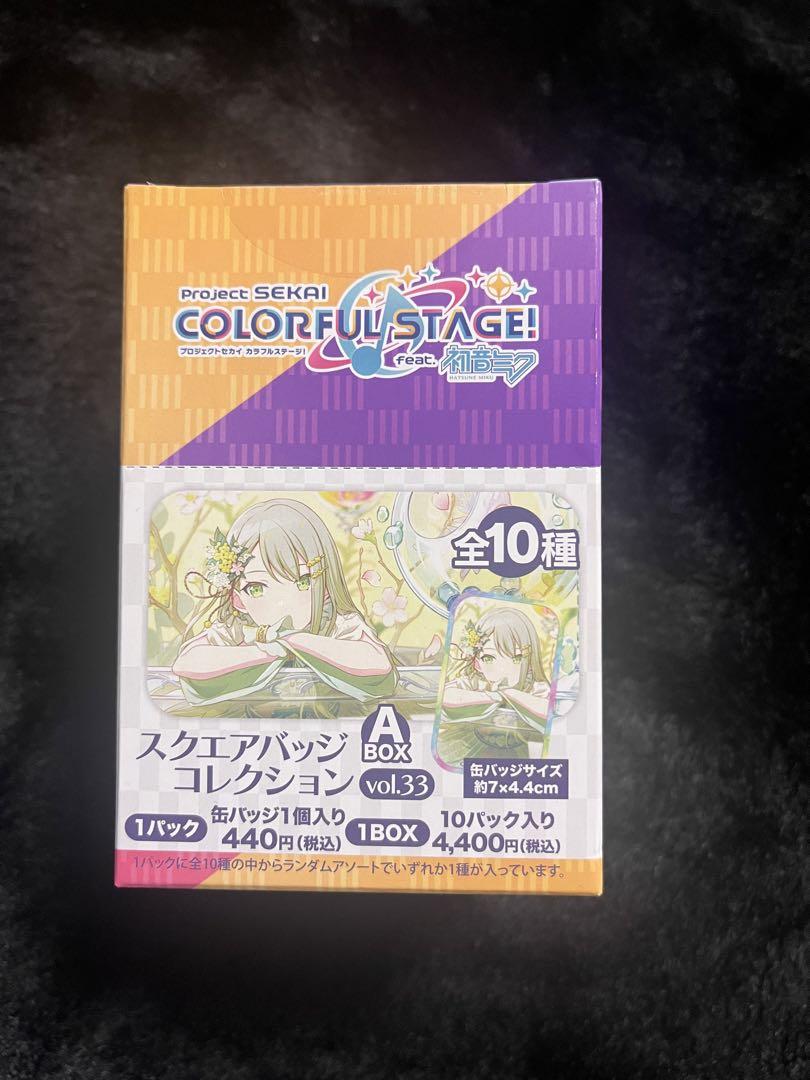 Project SEKAI
COLORFUL STAGE!
プロジェクトセカイ カラフルステージ!
feat. 初音ミク
HATSUNE MIKU
全10種
スクエアバッジ
コレクション
A
BOX
vol.33
缶バッジサイズ
約7×4.4cm
1パック 缶バッジ1個入り 440円(税込)
1BOX 10パック入り 4,400円(税込)
1パックに全10種の中からランダムアソートでいずれか1種が入っています。